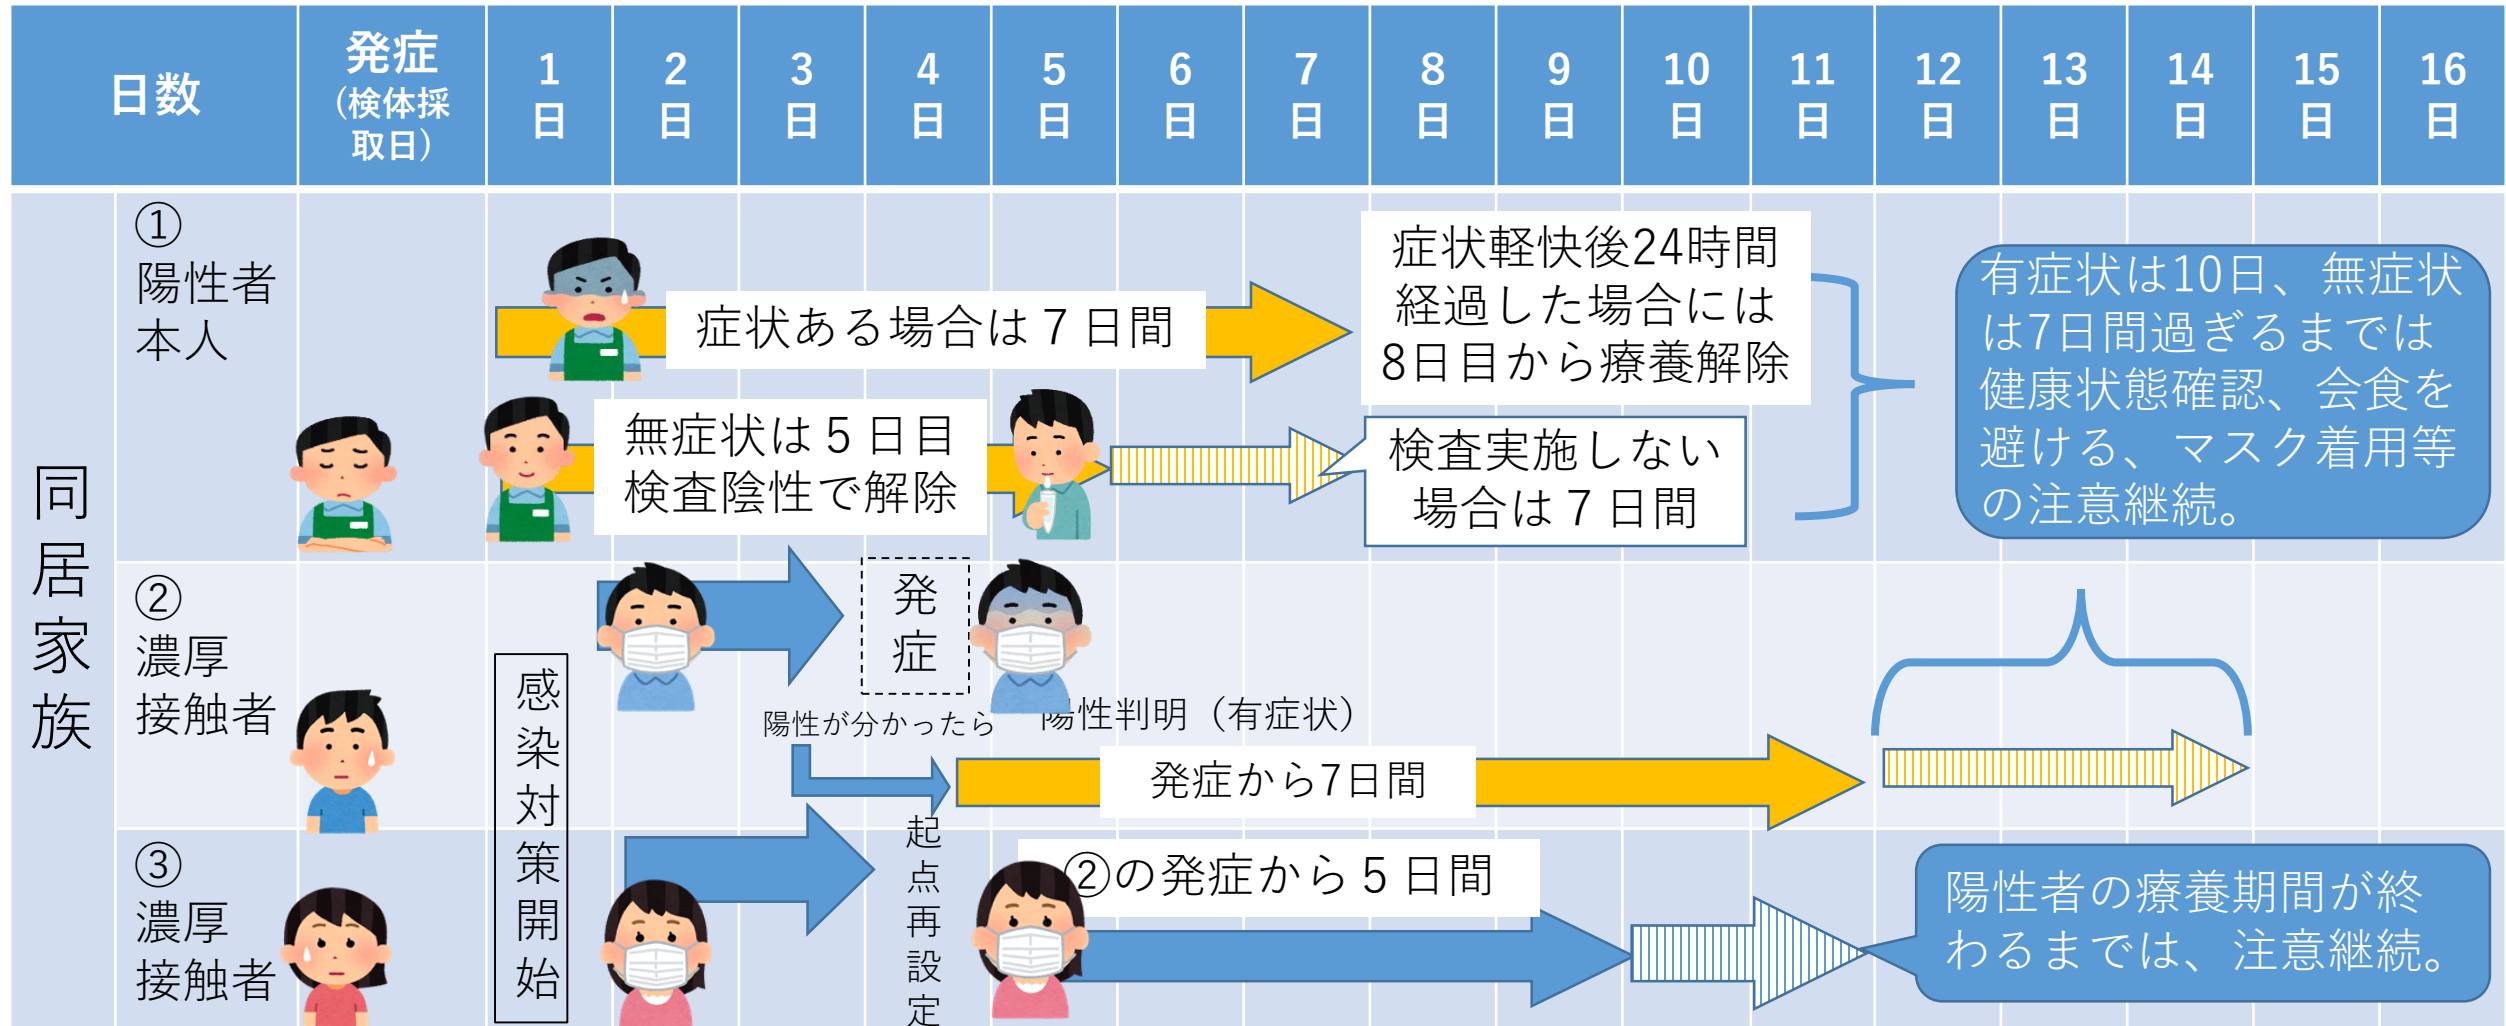 日数
発症
（検体採
取日）
1
日
2
日
3
日
4
日
5
日
6
日
7
日
8
日
9
日
10
日
11
日
12
日
13
日
14
日
15
日
16
日
同居家族
①
陽性者
本人
症状ある場合は７日間
症状軽快後24時間
経過した場合には
8日目から療養解除
無症状は５日目
検査陰性で解除
検査実施しない
場合は７日間
有症状は10日、無症状
は7日間過ぎるまでは
健康状態確認、会食を
避ける、マスク着用等
の注意継続。
②
濃厚
接触者
感染対策開始
発症
陽性が分かったら
陽性判明（有症状）
発症から7日間
起点再設定
③
濃厚
接触者
②の発症から５日間
陽性者の療養期間が終
わるまでは、注意継続。